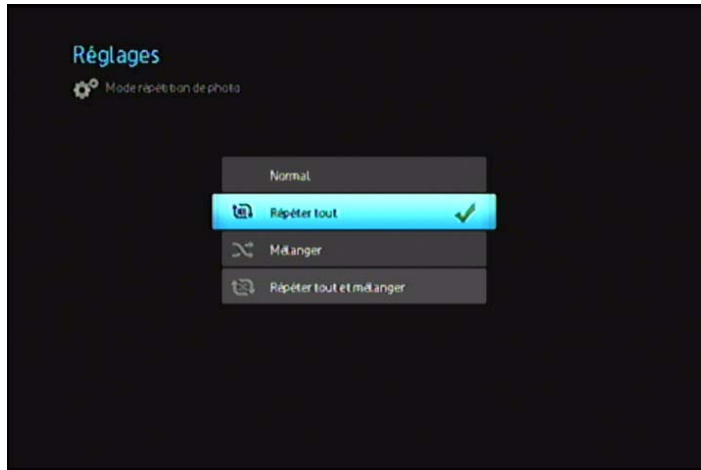 Réglages
Mode répétition de photo
Normal
Répéter tout
Mélanger
Répéter tout et mélanger